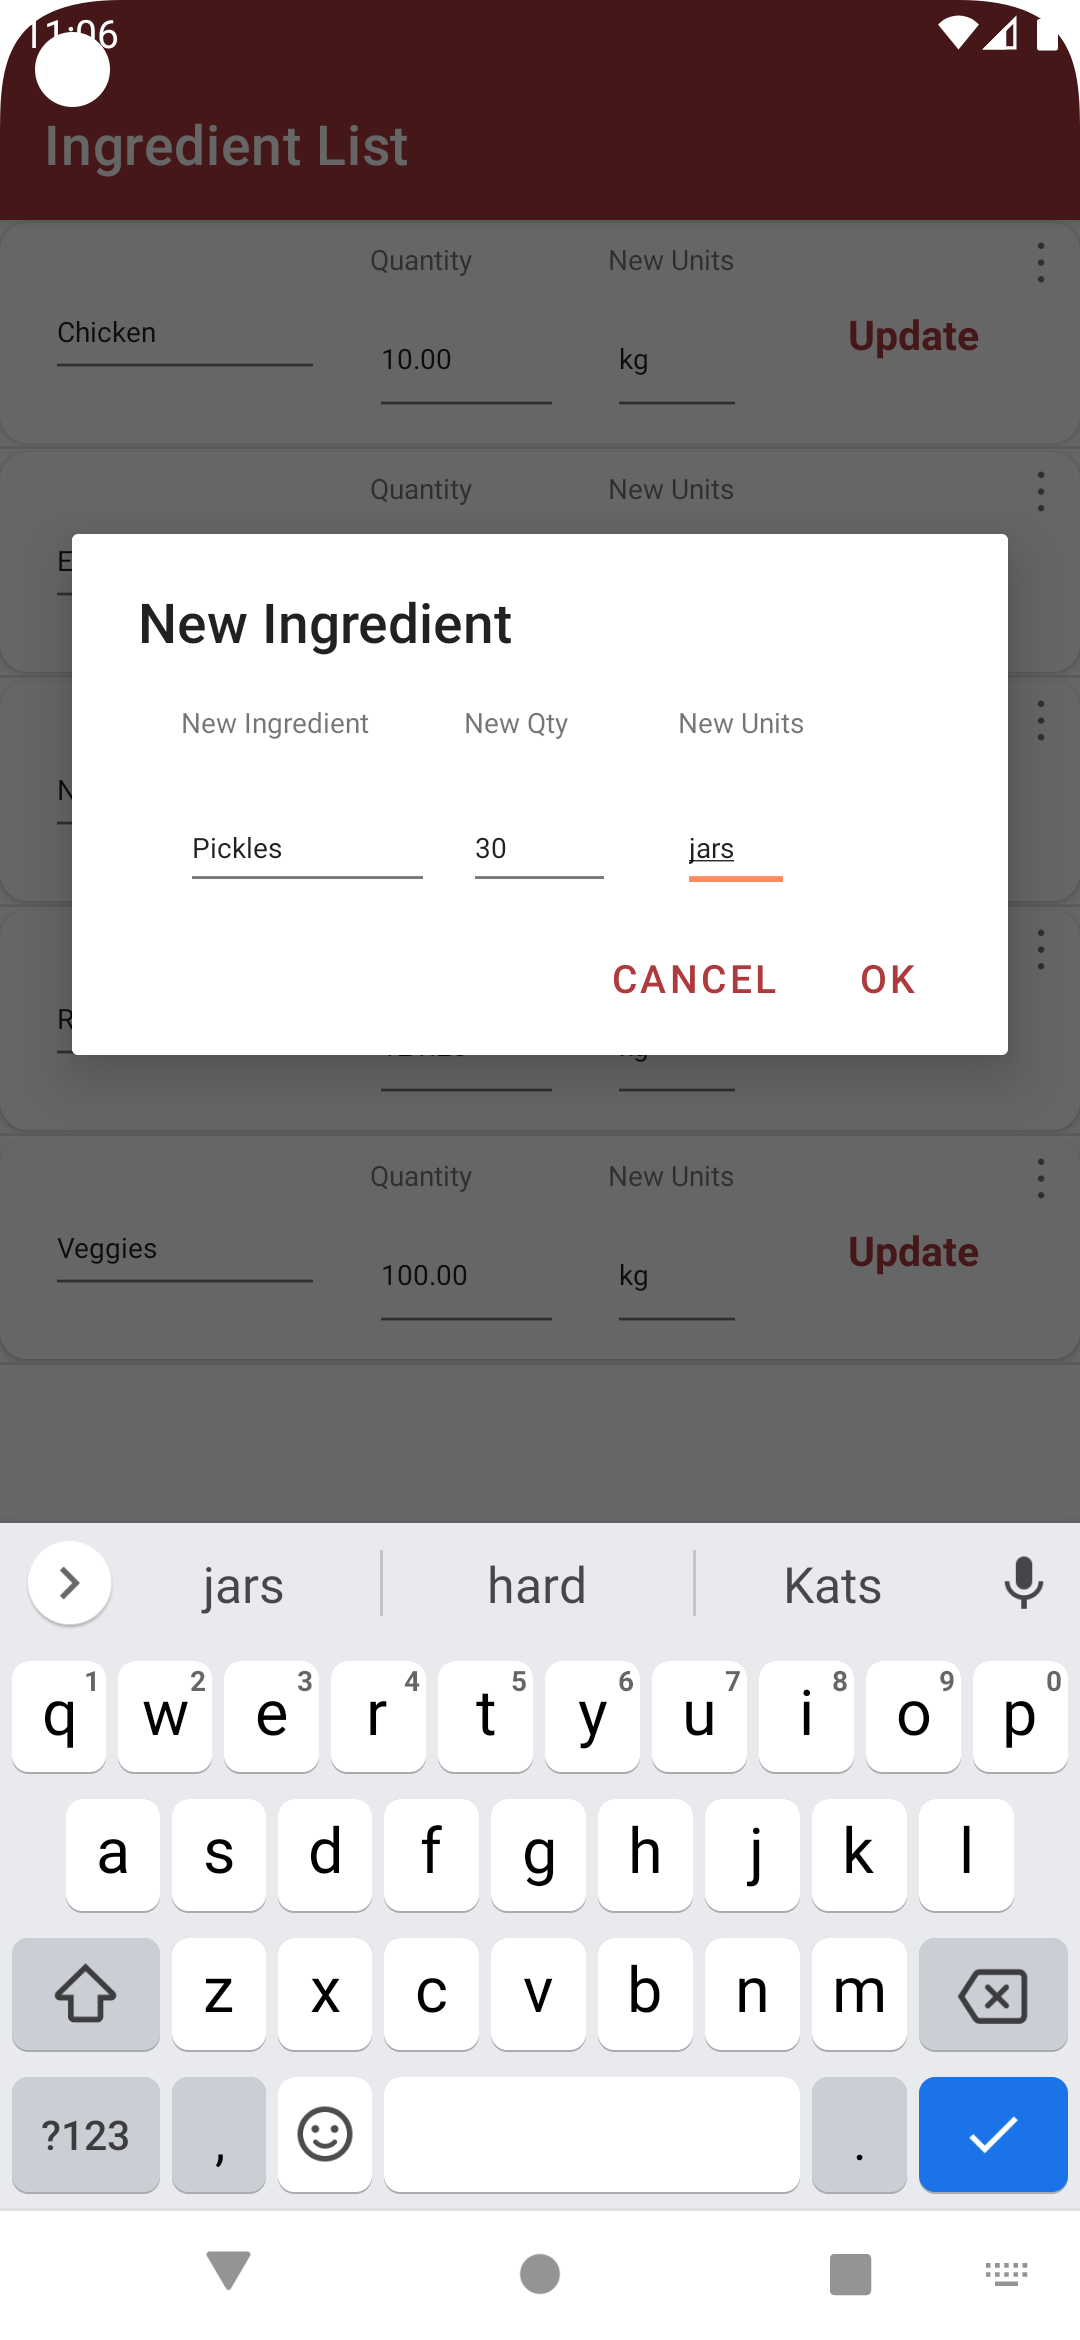 11:06
Ingredient List
Quantity New Units
Chicken 10.00 kg Update
Quantity New Units
New Ingredient
New Ingredient New Qty New Units
Pickles 30 jars
CANCEL OK
Quantity New Units
Veggies 100.00 kg Update
jars hard Kats
q 1 w 2 e 3 r 4 t 5 y 6 u 7 i 8 o 9 p 0
a s d f g h j k l
z x c v b n m
?123 , .